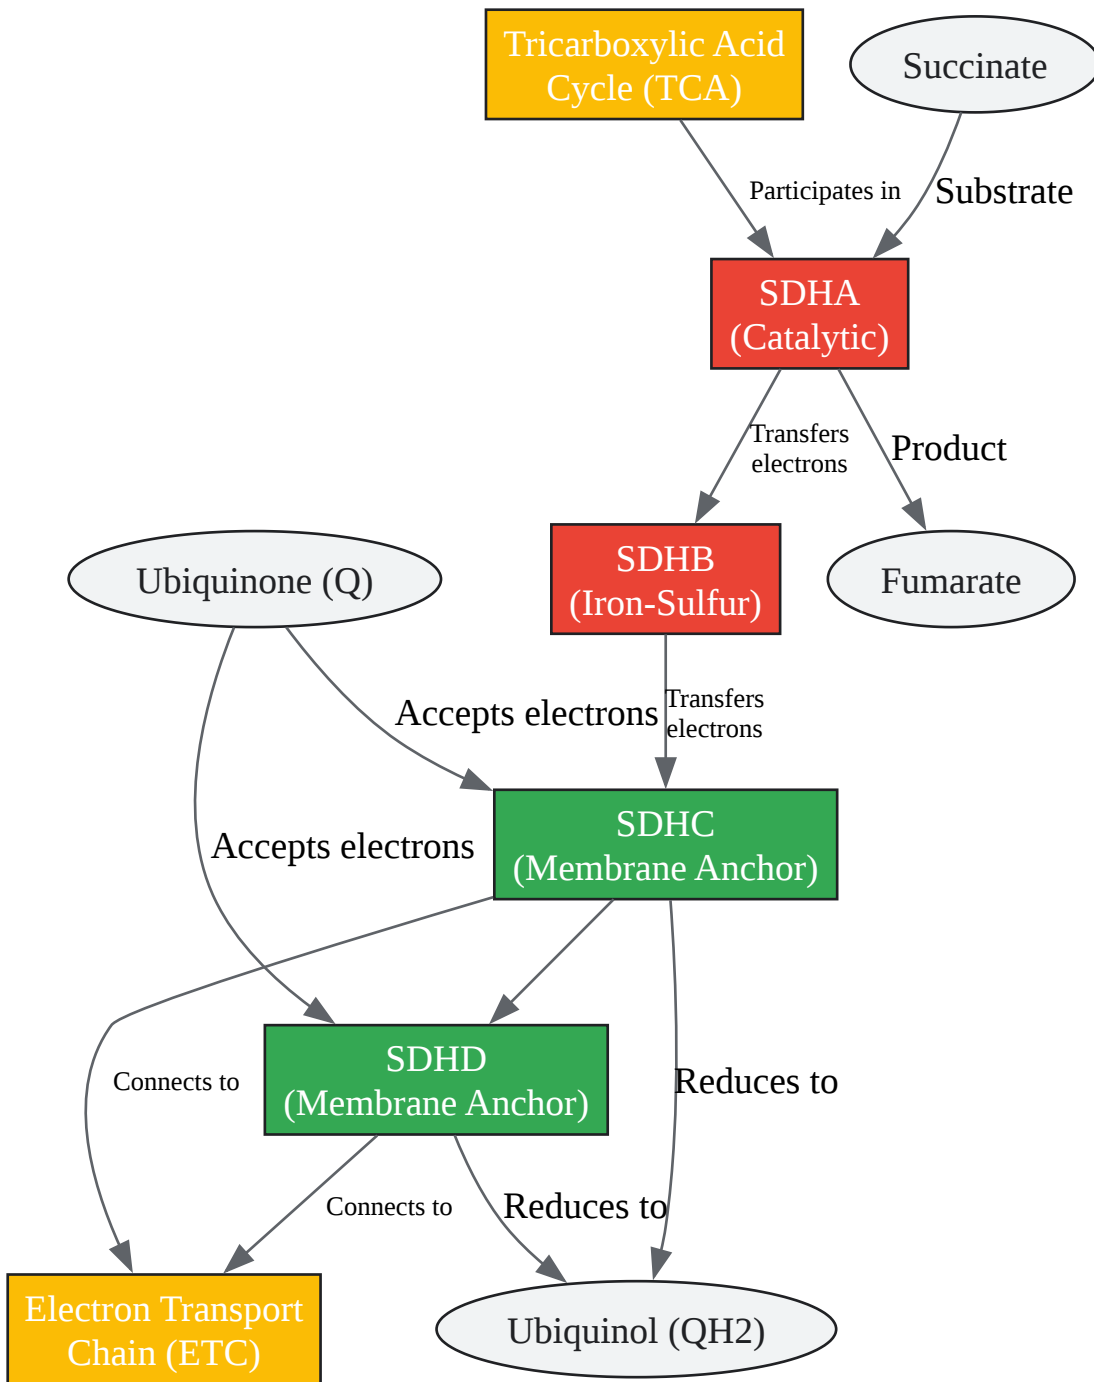 Tricarboxylic Acid
Cycle (TCA)
Succinate
Participates in
Substrate
SDHA
(Catalytic)
Transfers
electrons
Product
Ubiquinone (Q)
SDHB
(Iron-Sulfur)
Fumarate
Accepts electrons
Transfers
electrons
Accepts electrons
SDHC
(Membrane Anchor)
Connects to
SDHD
(Membrane Anchor)
Reduces to
Connects to
Reduces to
Electron Transport
Chain (ETC)
Ubiquinol (QH2)